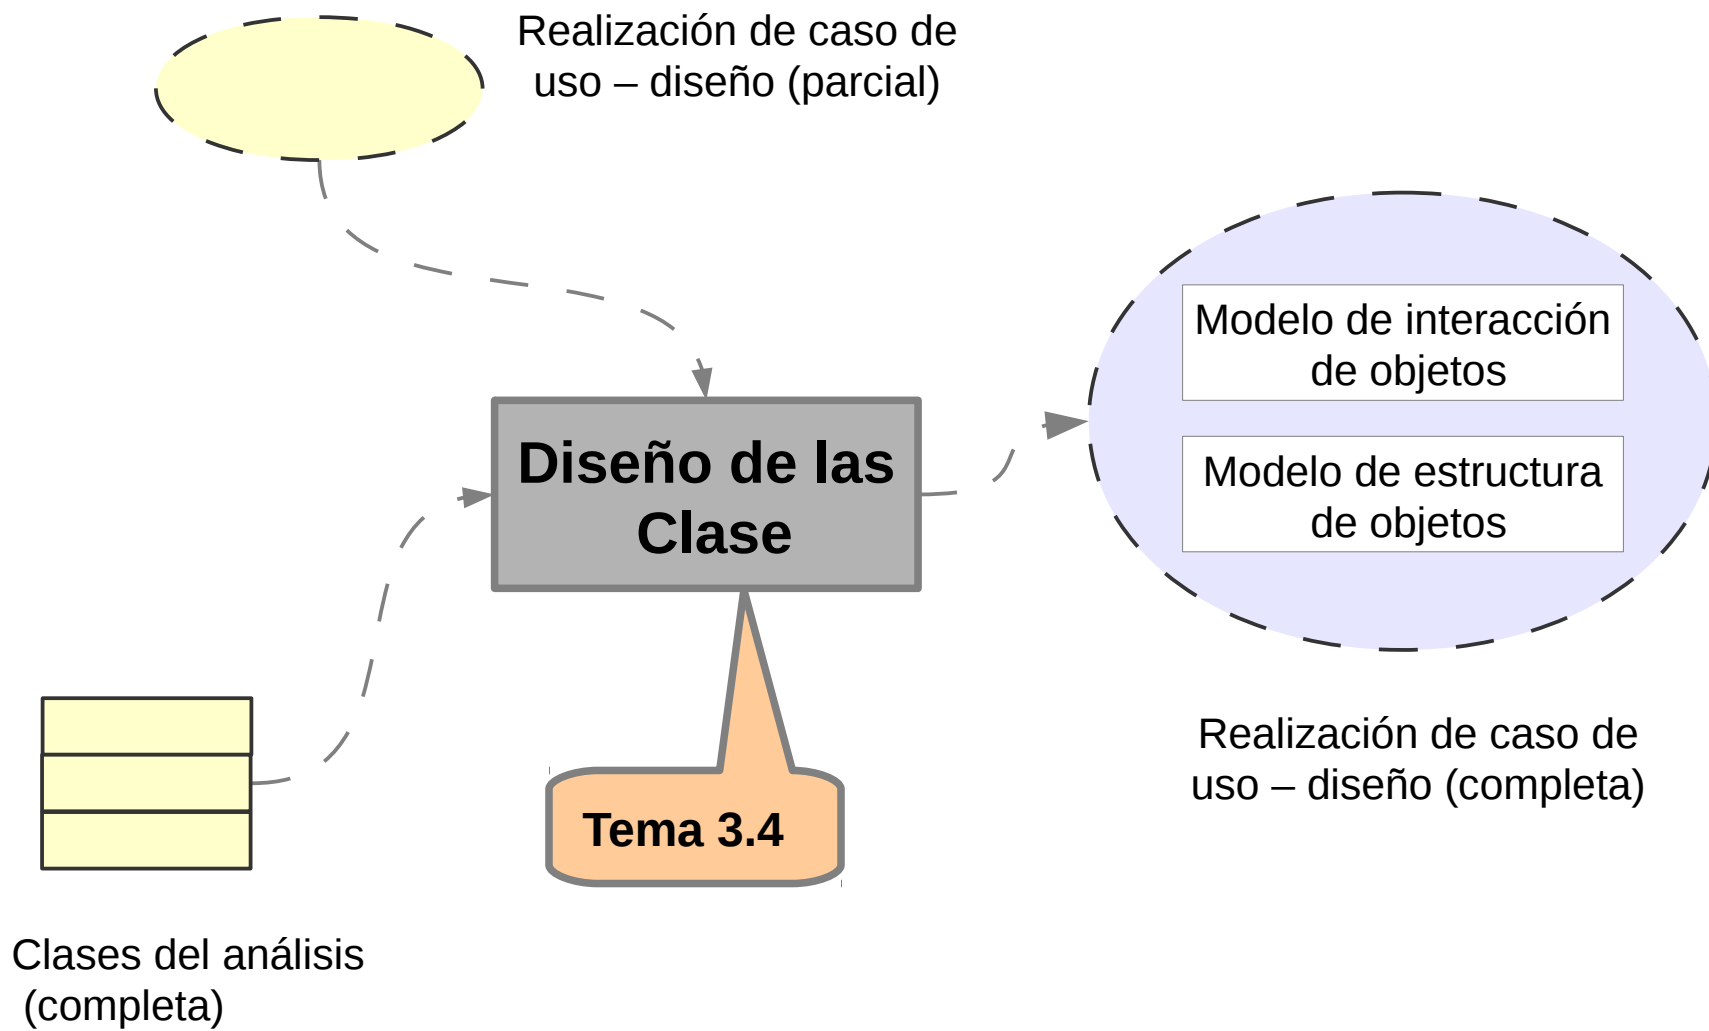 Realización de caso de
uso – diseño (parcial)
Modelo de interacción
de objetos
Diseño de las
Clase
Modelo de estructura
de objetos
Realización de caso de
uso – diseño (completa)
Tema 3.4
Clases del análisis
(completa)